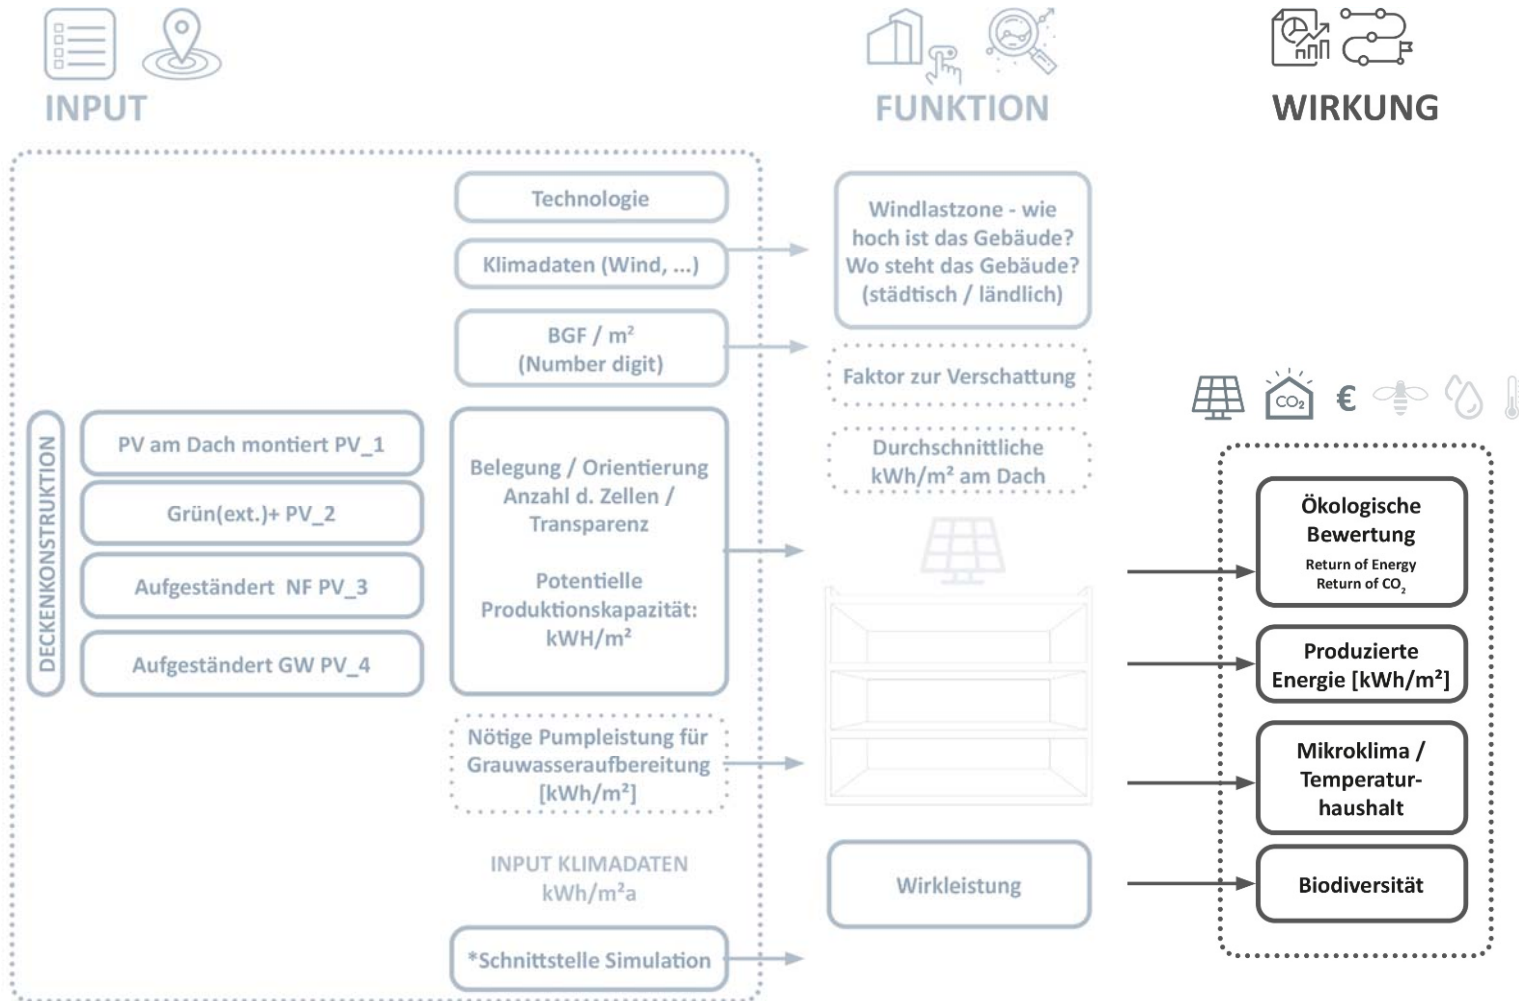 INPUT
FUNKTION
WIRKUNG
Technologie
Klimadaten (Wind, ...)
BGF / m²
(Number digit)
DECKENKONSTRUKTION
PV am Dach montiert PV_1
Grün(ext.)+ PV_2
Aufgeständert  NF PV_3
Aufgeständert GW PV_4
Belegung / Orientierung
Anzahl d. Zellen /
Transparenz
Potentielle
Produktionskapazität:
kWH/m²
Nötige Pumpleistung für
Grauwasseraufbereitung
[kWh/m²]
INPUT KLIMADATEN
kWh/m²a
*Schnittstelle Simulation
Windlastzone - wie
hoch ist das Gebäude?
Wo steht das Gebäude?
(städtisch / ländlich)
Faktor zur Verschattung
Durchschnittliche
kWh/m² am Dach
Wirkleistung
CO₂
€
Ökologische
Bewertung
Return of Energy
Return of CO₂
Produzierte
Energie [kWh/m²]
Mikroklima /
Temperatur-
haushalt
Biodiversität